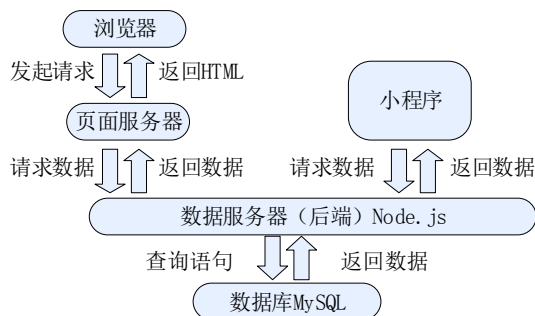 浏览器
发起请求 返回HTML
小程序
页面服务器
请求数据 返回数据 请求数据 返回数据
数据服务器（后端）Node.js
查询语句 返回数据
数据库MySQL